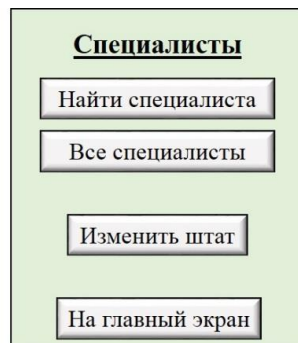 Специалисты
Найти специалиста
Все специалисты
Изменить штат
На главный экран